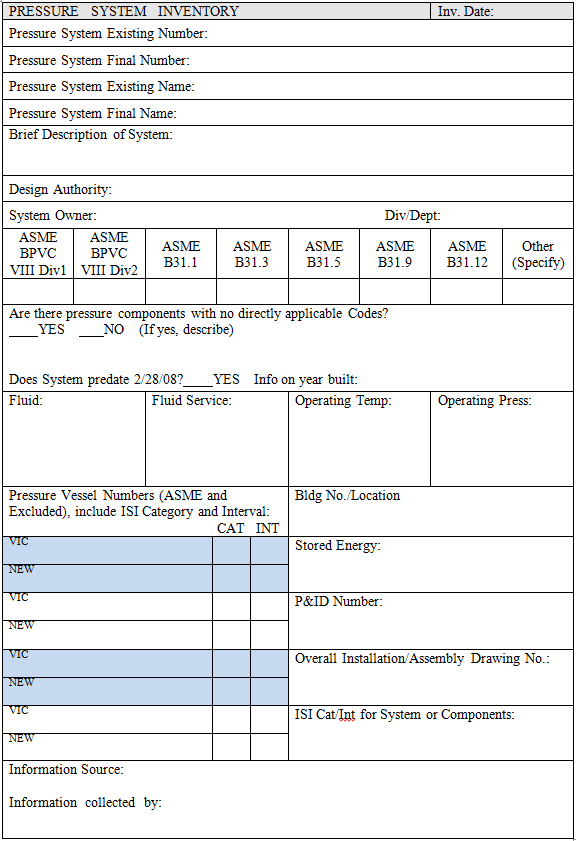 PRESSURE SYSTEM INVENTORY Inv. Date:
Pressure System Existing Number:
Pressure System Final Number:
Pressure System Existing Name:
Pressure System Final Name:
Brief Description of System:
Design Authority:
System Owner: Div/Dept:
ASME BPVC VIII Div1
ASME BPVC VIII Div2
ASME B31.1
ASME B31.3
ASME B31.5
ASME B31.9
ASME B31.12
Other (Specify)
Are there pressure components with no directly applicable Codes?
____YES ____NO (If yes, describe)
Does System predate 2/28/08?____YES Info on year built:
Fluid: Fluid Service: Operating Temp: Operating Press:
Pressure Vessel Numbers (ASME and
Excluded), include ISI Category and Interval:
CAT INT
Bldg No./Location
VIC
NEW
Stored Energy:
VIC
NEW
P&ID Number:
VIC
NEW
Overall Installation/Assembly Drawing No.:
VIC
NEW
ISI Cat/Int for System or Components:
Information Source:
Information collected by: